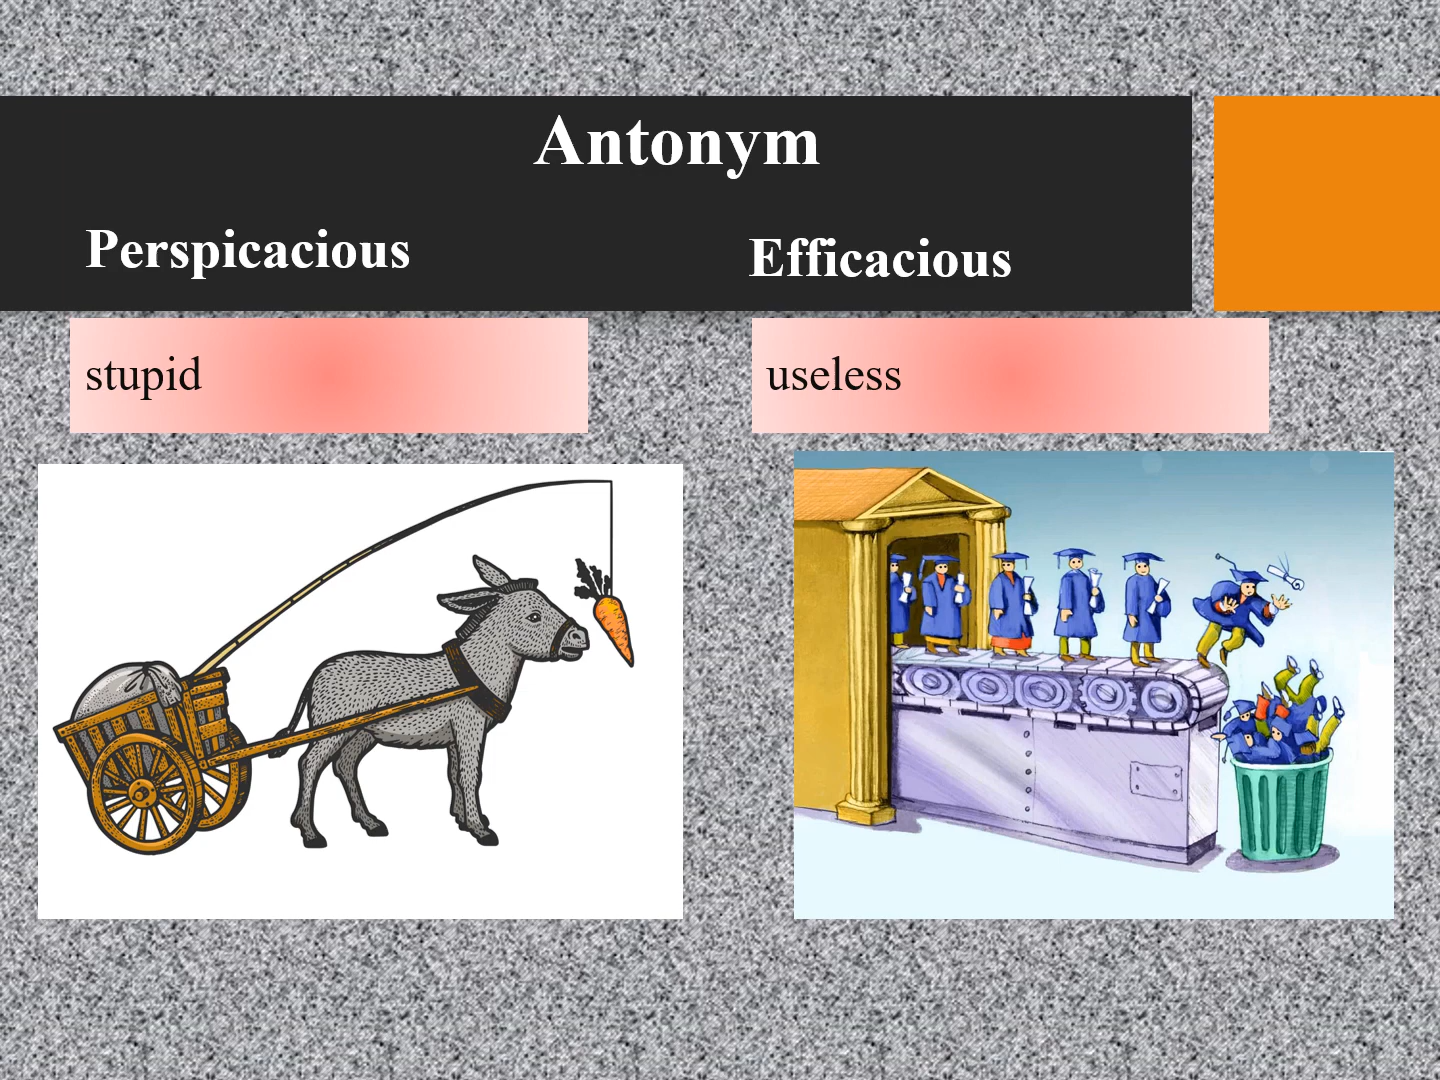 Antonym
Perspicacious
Efficacious
stupid
useless